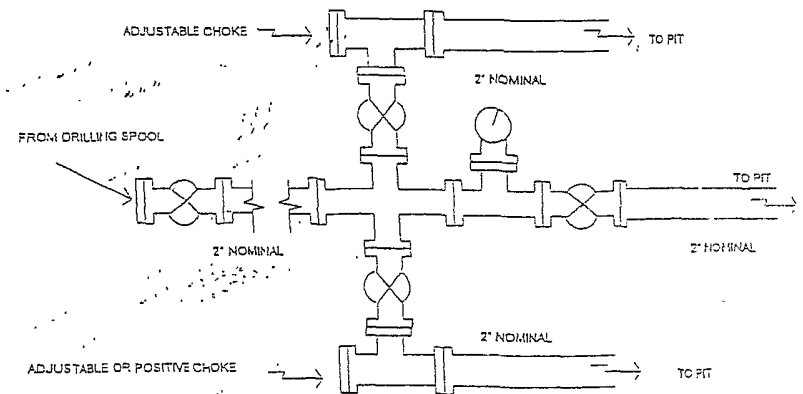 ADJUSTABLE CHOKE
TO PIT
2" NOMINAL
FROM DRILLING SPOOL
TO PIT
2" NOMINAL
2" NOMINAL
2" NOMINAL
ADJUSTABLE OR POSITIVE CHOKE
TO PIT